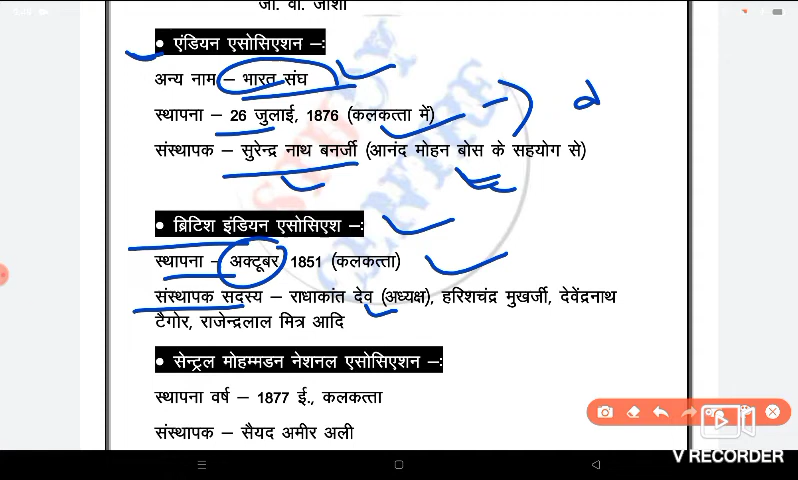 जी. वी. जोशी
• एंडियन एसोसिएशन –:
अन्य नाम – भारत संघ
स्थापना – 26 जुलाई, 1876 (कलकत्ता में)
संस्थापक – सुरेन्द्र नाथ बनर्जी (आनंद मोहन बोस के सहयोग से)
• ब्रिटिश इंडियन एसोसिएश –:
स्थापना – अक्टूबर 1851 (कलकत्ता)
संस्थापक सदस्य – राधाकांत देव (अध्यक्ष), हरिशचंद्र मुखर्जी, देवेंद्रनाथ
टैगोर, राजेन्द्रलाल मित्र आदि
• सेन्ट्रल मोहम्मडन नेशनल एसोसिएशन –:
स्थापना वर्ष – 1877 ई., कलकत्ता
संस्थापक – सैयद अमीर अली
STUDY CENTRE
V RECORDER